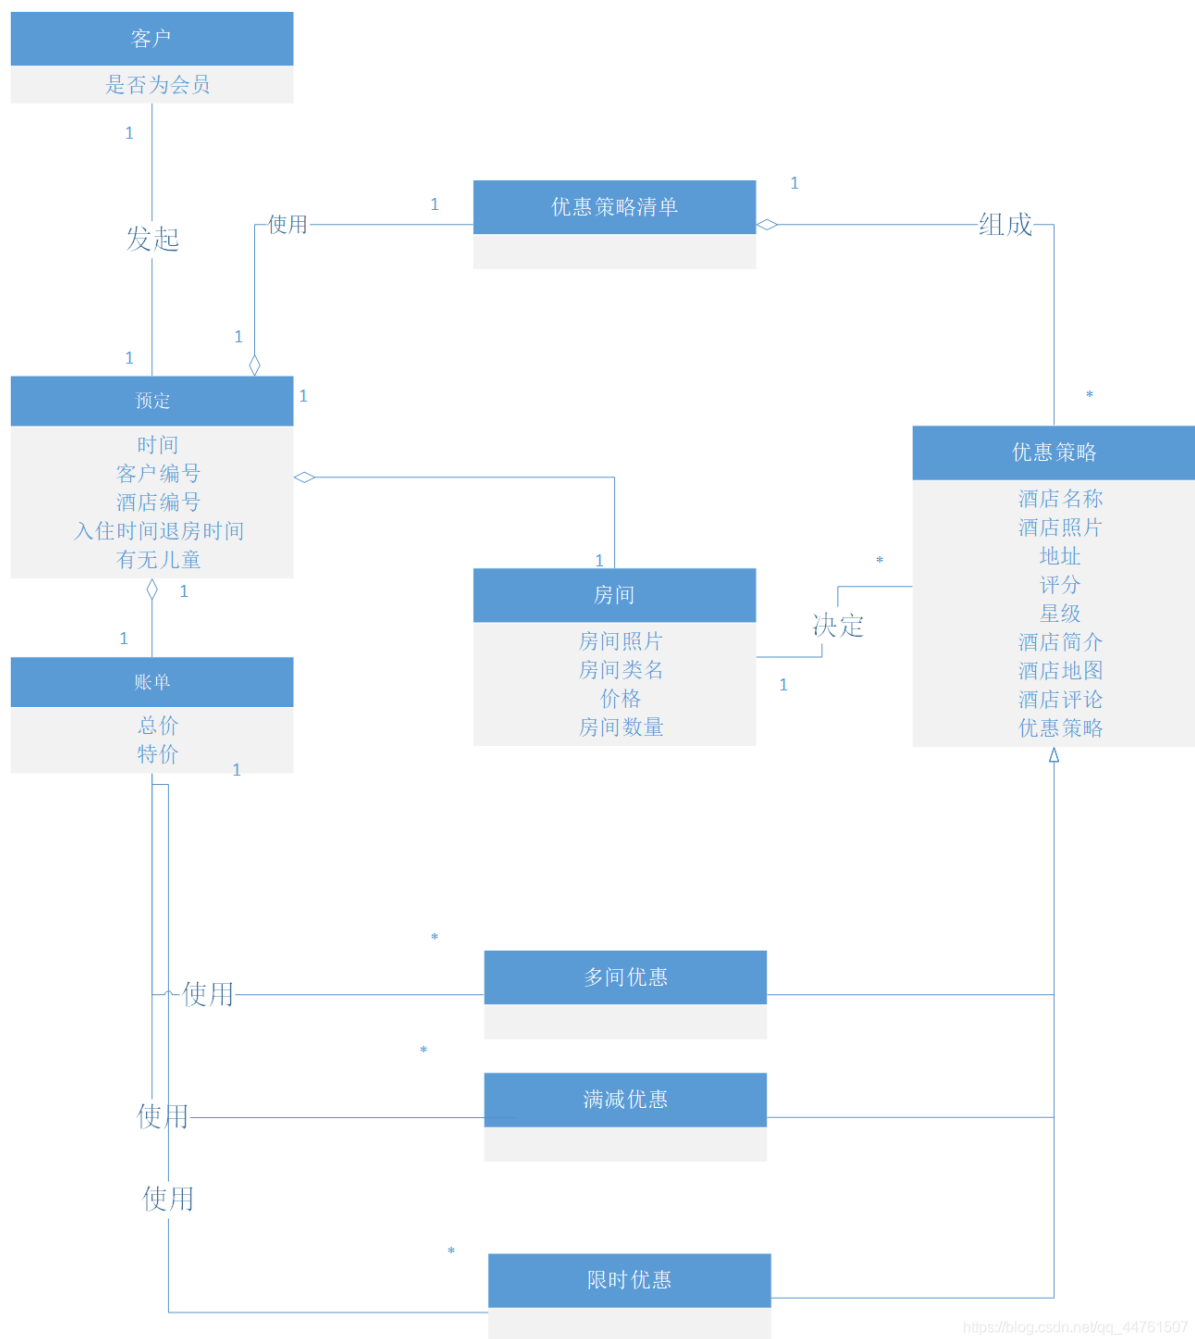 客户
是否为会员
1
发起
1
优惠策略清单
1
使用
1
1
组成
*
预定
1
时间
客户编号
酒店编号
入住时间退房时间
有无儿童
1
1
账单
总价
特价
1
1
房间
房间照片
房间类名
价格
房间数量
1
决定
*
优惠策略
酒店名称
酒店照片
地址
评分
星级
酒店简介
酒店地图
酒店评论
优惠策略
*
使用
多间优惠
*
使用
满减优惠
使用
*
限时优惠
https://blog.csdn.net/qq_44761507